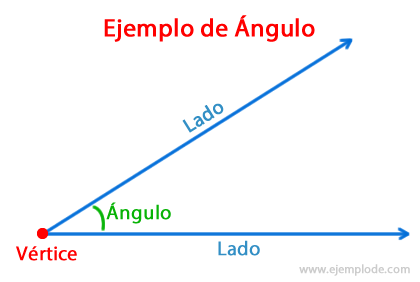 Ejemplo de Ángulo
Lado
Ángulo
Vértice
Lado
www.ejemplode.com